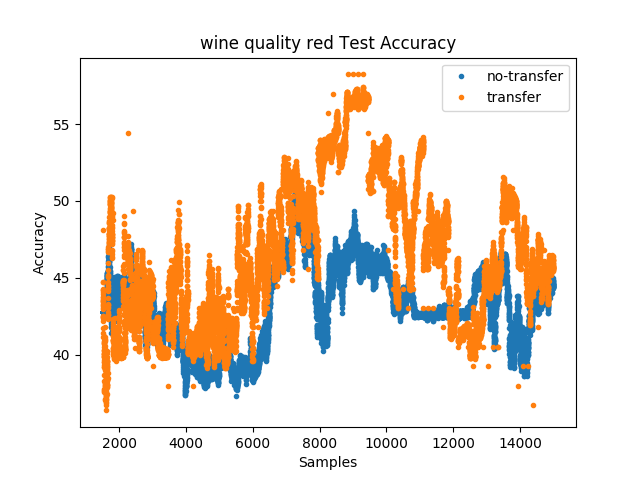 wine quality red Test Accuracy
no-transfer
transfer
55
50
45
40
Accuracy
2000 4000 6000 8000 10000 12000 14000
Samples